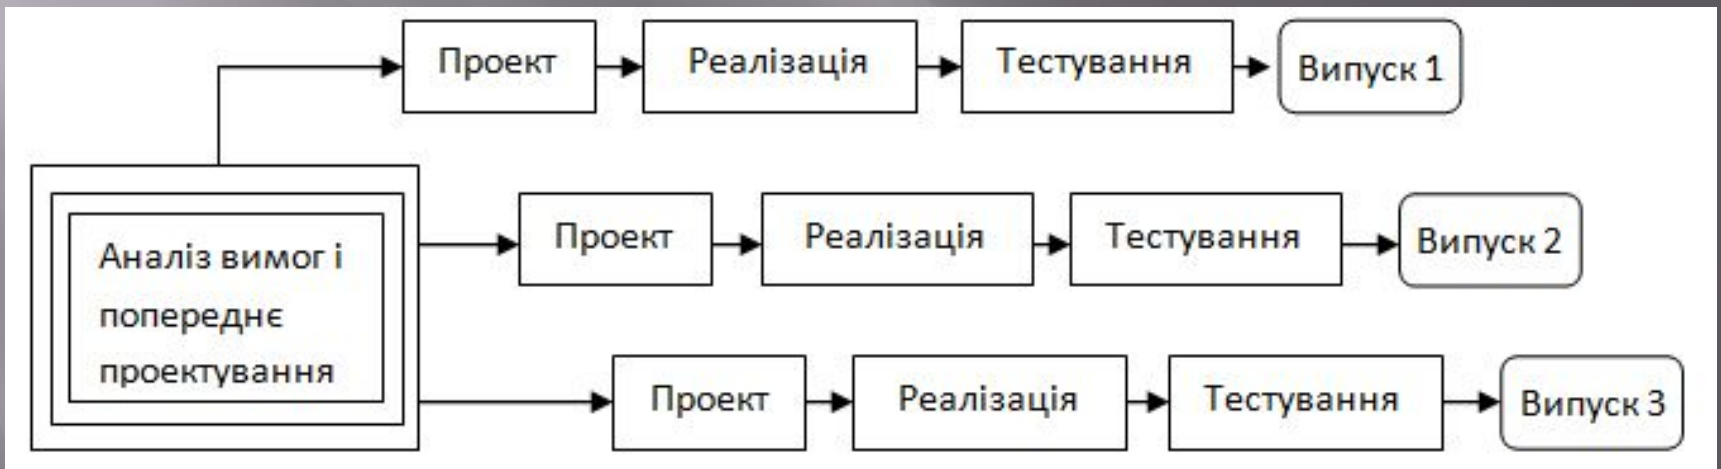 Проект
Реалізація
Тестування
Випуск 1
Аналіз вимог і
попереднє
проектування
Проект
Реалізація
Тестування
Випуск 2
Проект
Реалізація
Тестування
Випуск 3